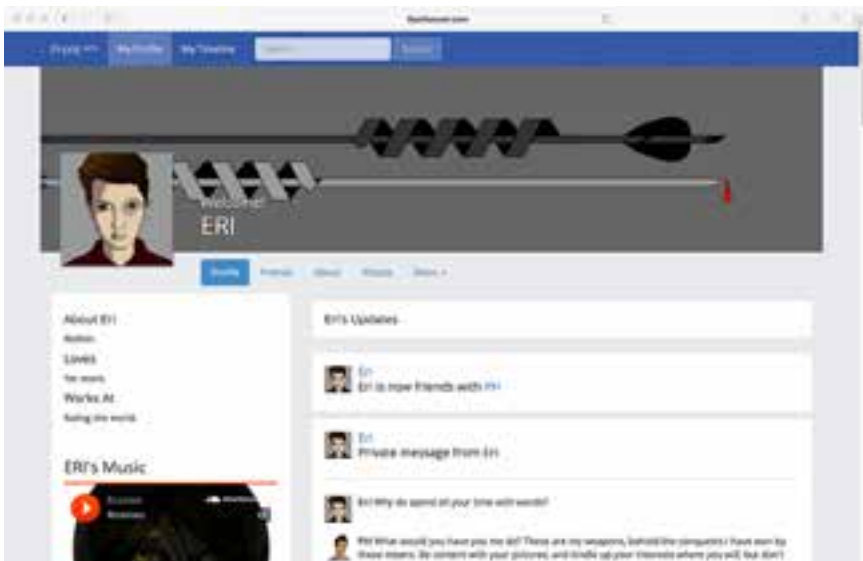 My Profile
My Timeline
Search
Welcome!
ERI
Profile
Friends
About
Photos
More
About Eri
Loves
Works At
Ruling the world
Eri's Updates
Eri
Eri is now friends with PH
Eri
Private message from Eri
ERI's Music
Eri! Why do spend all your time with words?
PH! What would you have you me do? These are my weapons, behold the conquests I have won by
these means. Be content with your pictures, and kindle up your interests where you will, but don't